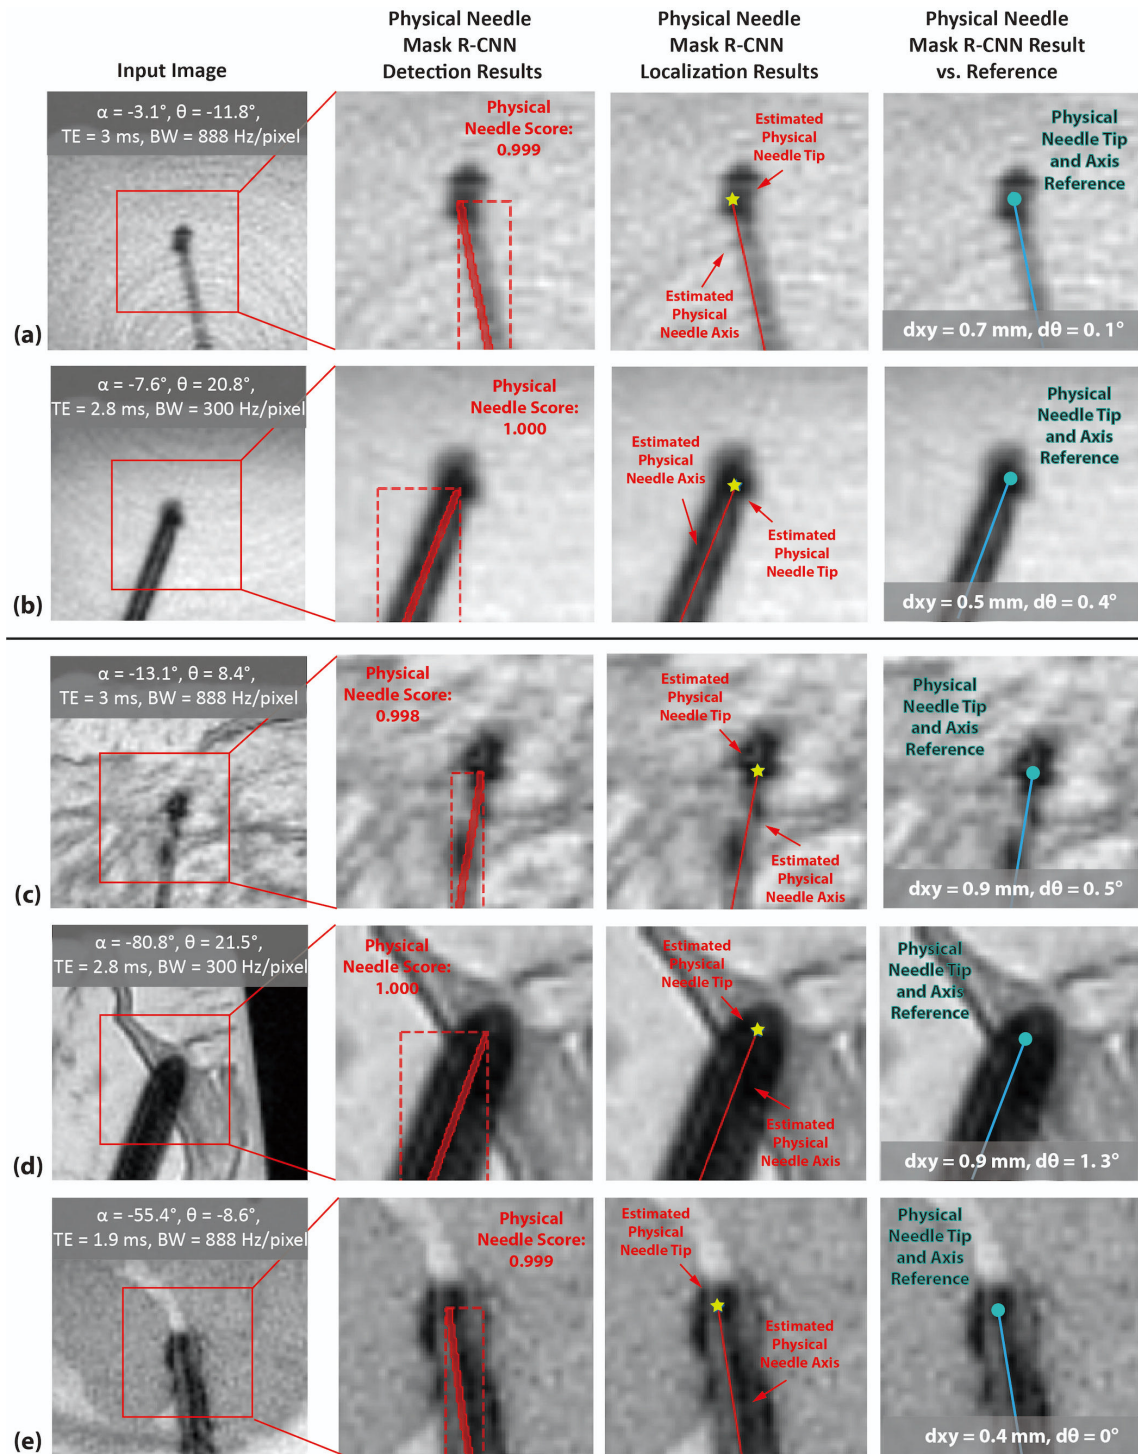 Input Image
Physical Needle
Mask R-CNN
Detection Results
Physical Needle
Mask R-CNN
Localization Results
Physical Needle
Mask R-CNN Result
vs. Reference
(a)
α = -3.1°, θ = -11.8°,
TE = 3 ms, BW = 888 Hz/pixel
Physical
Needle Score:
0.999
Estimated
Physical
Needle Tip
Estimated
Physical
Needle Axis
Physical
Needle Tip
and Axis
Reference
dxy = 0.7 mm, dθ = 0.1°
(b)
α = -7.6°, θ = 20.8°,
TE = 2.8 ms, BW = 300 Hz/pixel
Physical
Needle Score:
1.000
Estimated
Physical
Needle Axis
Estimated
Physical
Needle Tip
Physical
Needle Tip
and Axis
Reference
dxy = 0.5 mm, dθ = 0.4°
(c)
α = -13.1°, θ = 8.4°,
TE = 3 ms, BW = 888 Hz/pixel
Physical
Needle Score:
0.998
Estimated
Physical
Needle Tip
Estimated
Physical
Needle Axis
Physical
Needle Tip
and Axis
Reference
dxy = 0.9 mm, dθ = 0.5°
(d)
α = -80.8°, θ = 21.5°,
TE = 2.8 ms, BW = 300 Hz/pixel
Physical
Needle Score:
1.000
Estimated
Physical
Needle Tip
Estimated
Physical
Needle Axis
Physical
Needle Tip
and Axis
Reference
dxy = 0.9 mm, dθ = 1.3°
(e)
α = -55.4°, θ = -8.6°,
TE = 1.9 ms, BW = 888 Hz/pixel
Physical
Needle Score:
0.999
Estimated
Physical
Needle Tip
Estimated
Physical
Needle Axis
Physical
Needle Tip
and Axis
Reference
dxy = 0.4 mm, dθ = 0°